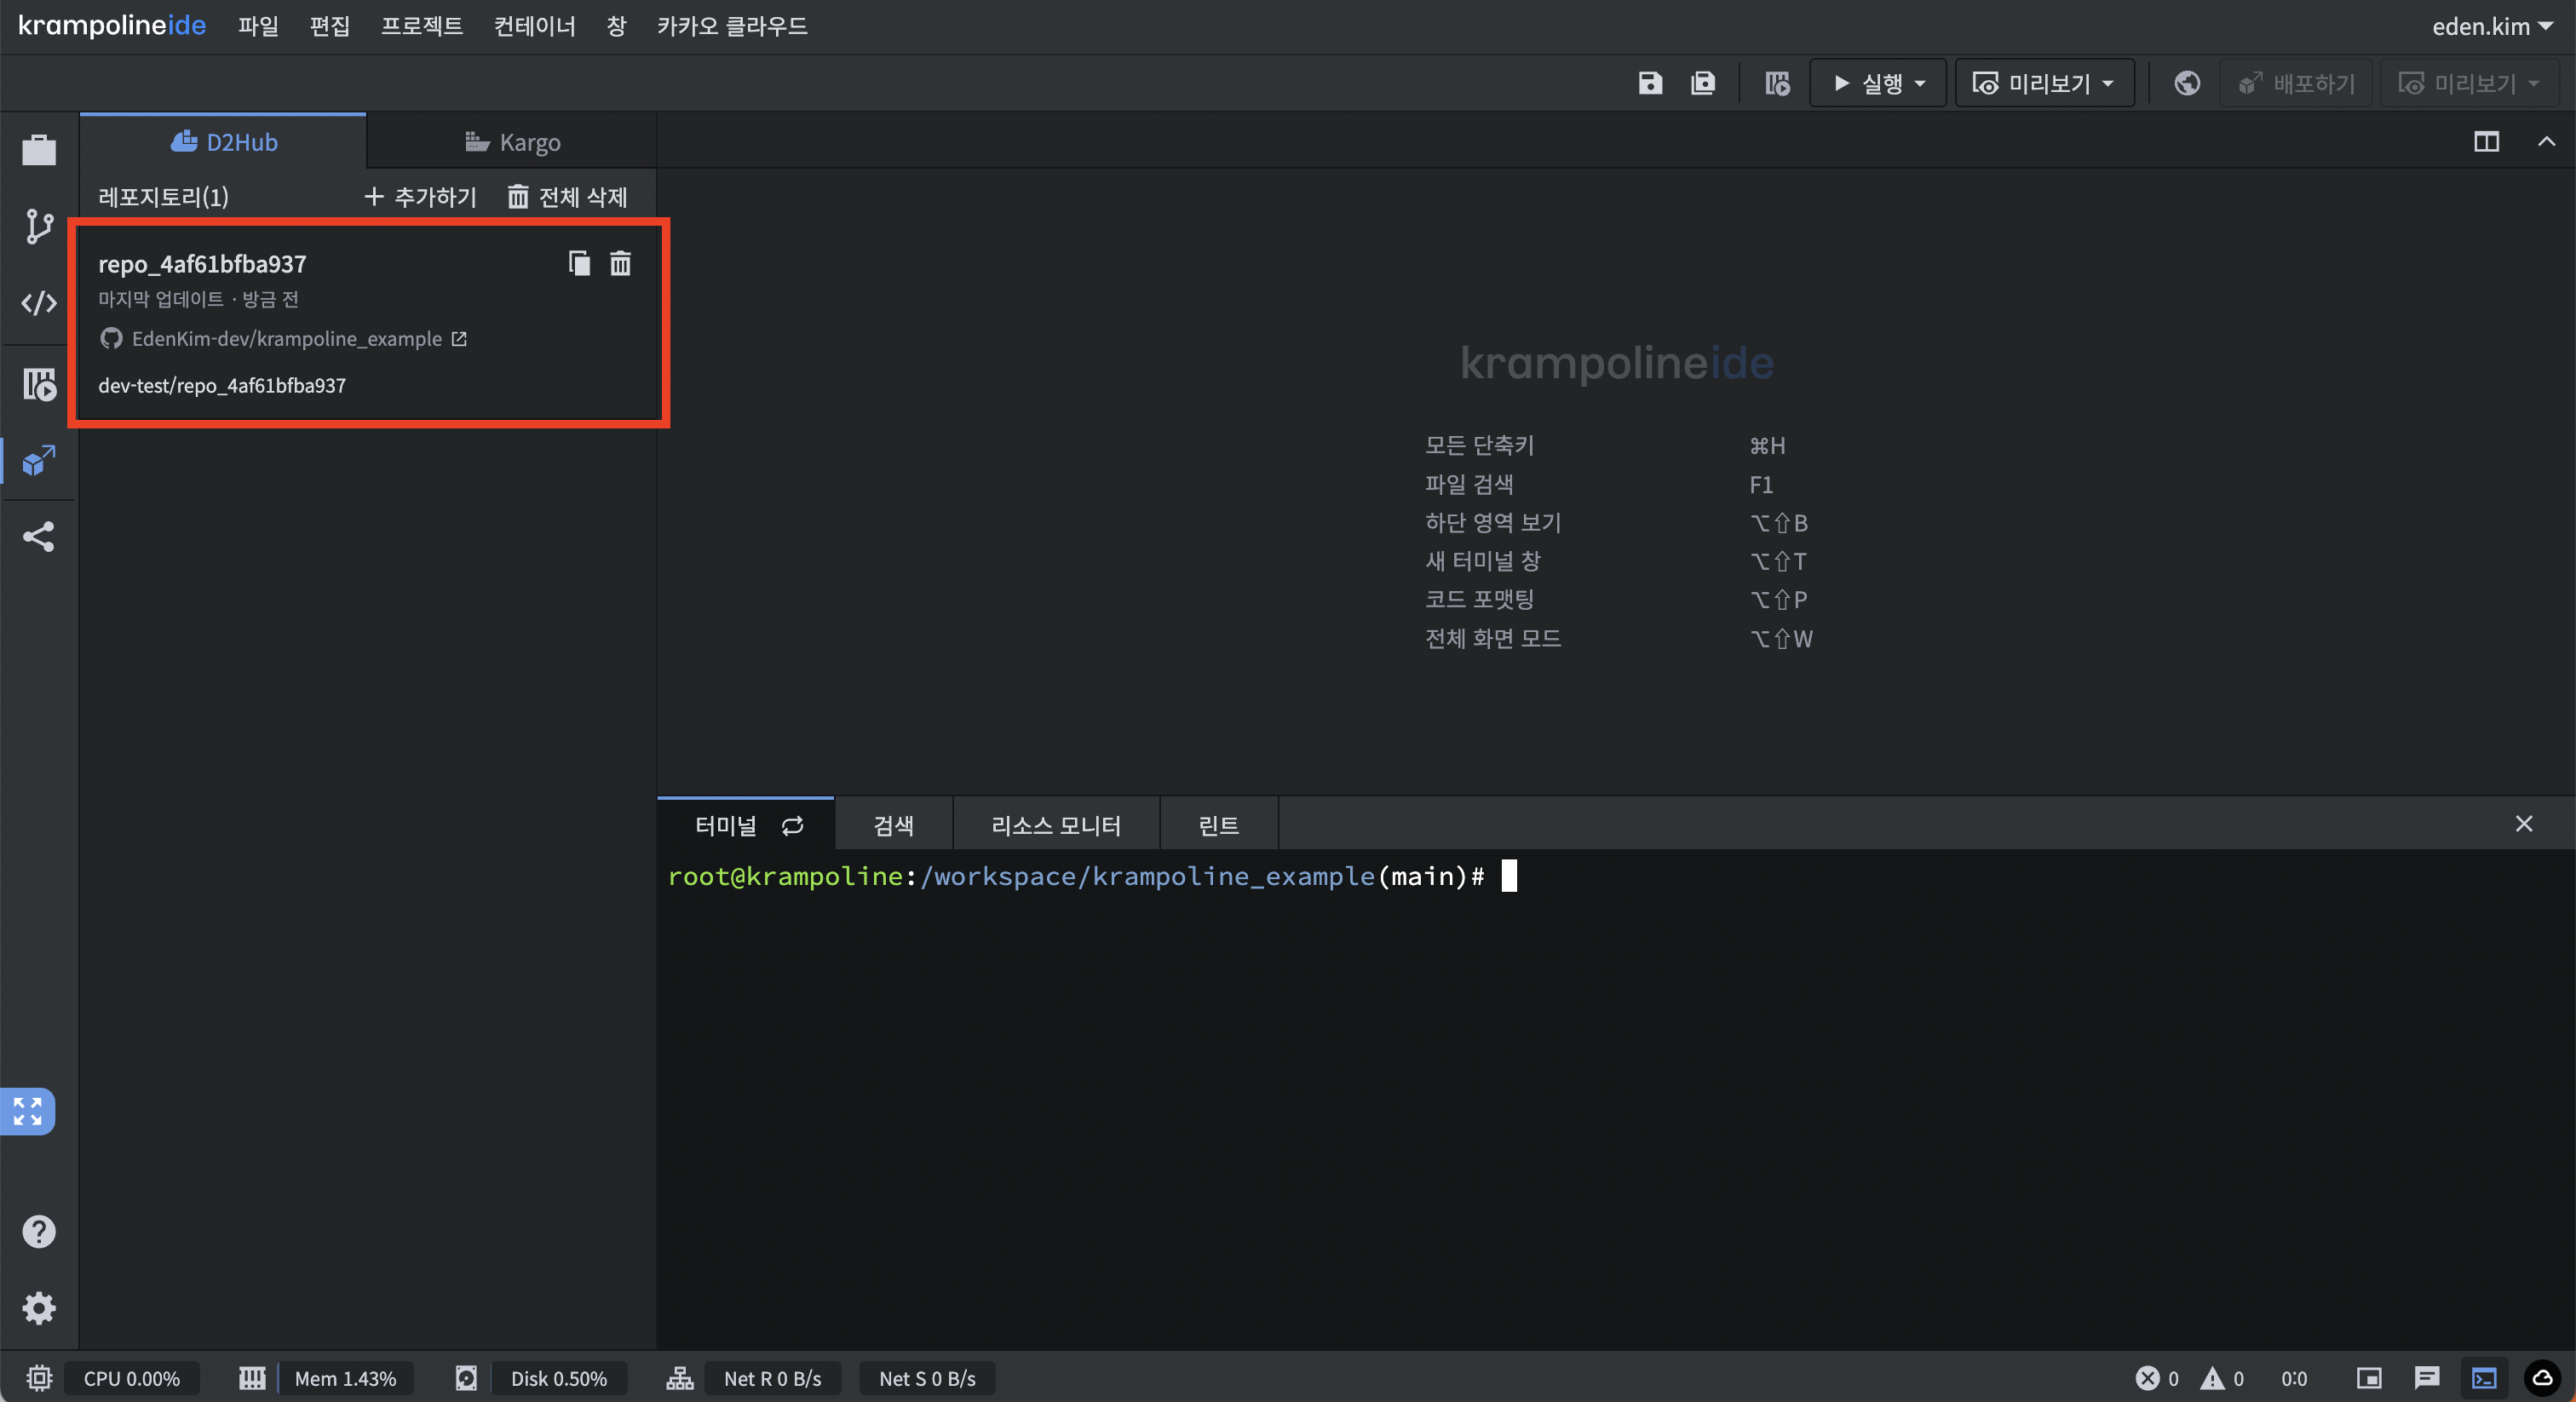 krampolineide 파일 편집 프로젝트 컨테이너 창 카카오 클라우드 eden.kim
실행 미리보기 배포하기 미리보기
D2Hub Kargo
레포지토리(1) + 추가하기 전체 삭제
repo_4af61bfba937
마지막 업데이트 · 방금 전
EdenKim-dev/krampoline_example
dev-test/repo_4af61bfba937
krampolineide
모든 단축키 ⌘H
파일 검색 F1
하단 영역 보기 ⌥⇧B
새 터미널 창 ⌥⇧T
코드 포맷팅 ⌥⇧P
전체 화면 모드 ⌥⇧W
터미널 검색 리소스 모니터 린트
root@krampoline:/workspace/krampoline_example(main)#
CPU 0.00% Mem 1.43% Disk 0.50% Net R 0 B/s Net S 0 B/s 0 0 0:0